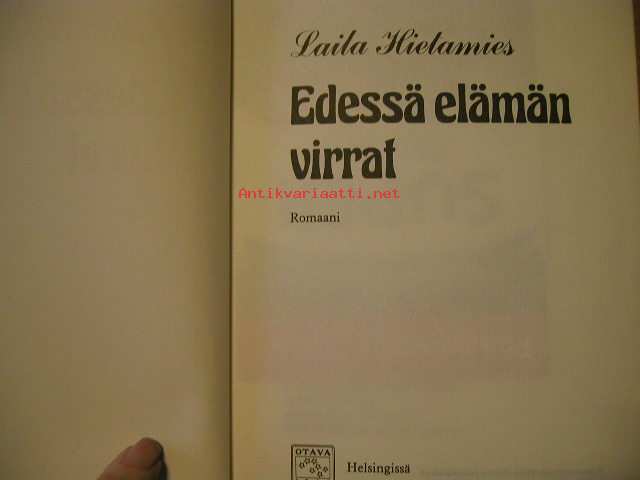 Laila Hietamies
Edessä elämän
virrat
Antikvariaatti.net
Romaani
OTAVA
Helsingissä